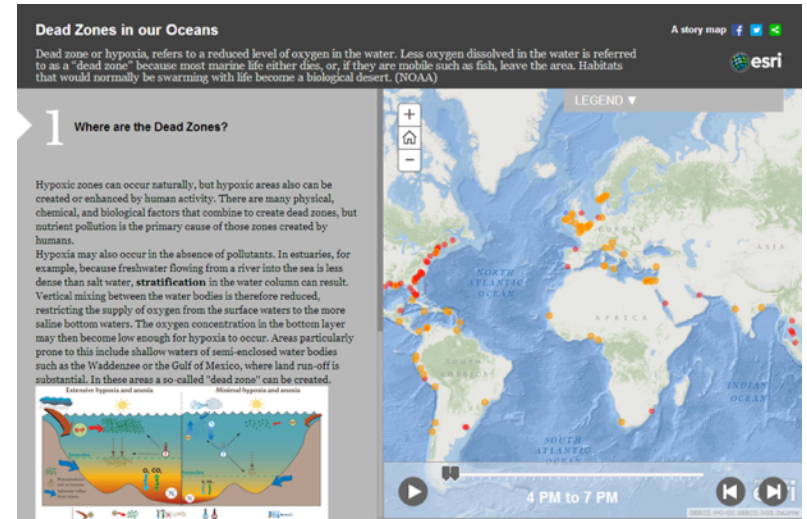 Dead Zones in our Oceans
A story map
Dead zone or hypoxia, refers to a reduced level of oxygen in the water. Less oxygen dissolved in the water is referred
to as a "dead zone" because most marine life either dies, or, if they are mobile such as fish, leave the area. Habitats
that would normally be swarming with life become a biological desert. (NOAA)
esri
1 Where are the Dead Zones?
Hypoxic zones can occur naturally, but hypoxic areas also can be
created or enhanced by human activity. There are many physical,
chemical, and biological factors that combine to create dead zones, but
nutrient pollution is the primary cause of those zones created by
humans.
Hypoxia may also occur in the absence of pollutants. In estuaries, for
example, because freshwater flowing from a river into the sea is less
dense than salt water, stratification in the water column can result.
Vertical mixing between the water bodies is therefore reduced,
restricting the supply of oxygen from the surface waters to the more
saline bottom waters. The oxygen concentration in the bottom layer
may then become low enough for hypoxia to occur. Areas particularly
prone to this include shallow waters of semi-enclosed water bodies
such as the Waddenzee or the Gulf of Mexico, where land run-off is
substantial. In these areas a so-called "dead zone" can be created.
Extensive hypoxia and anoxia
Minimal hypoxia and anoxia
LEGEND ▼
+
−
NORTH
ATLANTIC
OCEAN
EUROPE
ASIA
AFRICA
SOUTH
AMERICA
INDIAN
OCEAN
SOUTH
ATLANTIC
OCEAN
4 PM to 7 PM